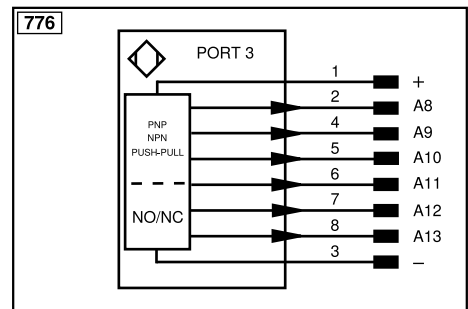 776
PORT 3
1 +
2 A8
PNP
NPN
PUSH-PULL
4 A9
5 A10
6 A11
NO/NC
7 A12
8 A13
3 –